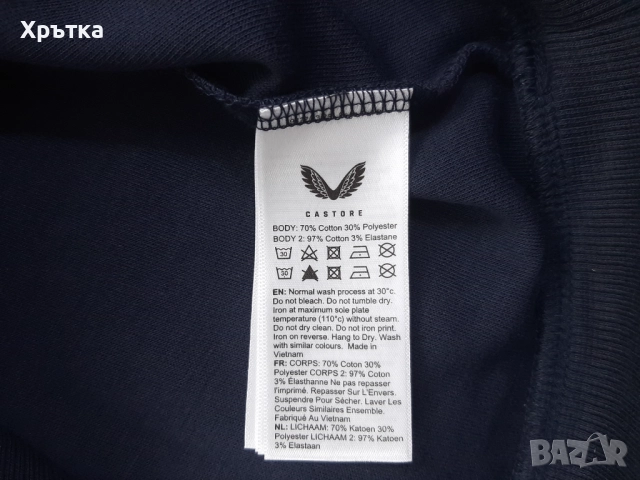 Хрътка
CASTORE
BODY: 70% Cotton 30% Polyester
BODY 2: 97% Cotton 3% Elastane
30
30
EN: Normal wash process at 30°c.
Do not bleach. Do not tumble dry.
Iron at maximum sole plate
temperature (110°c) without steam.
Do not dry clean. Do not iron print.
Iron on reverse. Hang to Dry. Wash
with similar colours. Made in
Vietnam
FR: CORPS: 70% Coton 30%
Polyester CORPS 2: 97% Coton
3% Élasthanne Ne pas repasser
l'imprimé. Repasser Sur L'Envers.
Suspendre Pour Sécher. Laver Les
Couleurs Similaires Ensemble.
Fabriqué Au Vietnam
NL: LICHAAM: 70% Katoen 30%
Polyester LICHAAM 2: 97% Katoen
3% Elastaan
BAZAR